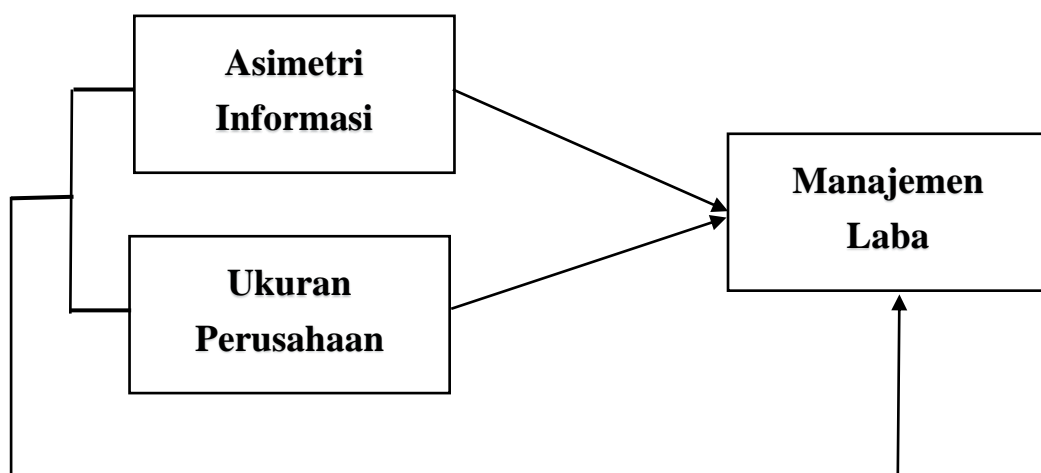 Asimetri
Informasi
Manajemen
Laba
Ukuran
Perusahaan